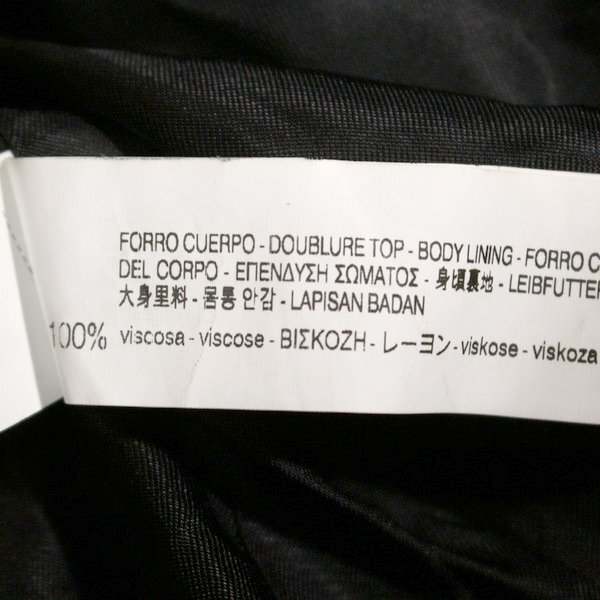 FORRO CUERPO - DOUBLURE TOP - BODY LINING - FORRO C
DEL CORPO - ΕΠΕΝΔΥΣΗ ΣΩΜΑΤΟΣ - 身頃裏地 - LEIBFUTTER
大身里料 - 몸통 안감 - LAPISAN BADAN
100% viscosa - viscose - ΒΙΣΚΟΖΗ - レーヨン - viskose - viskoza